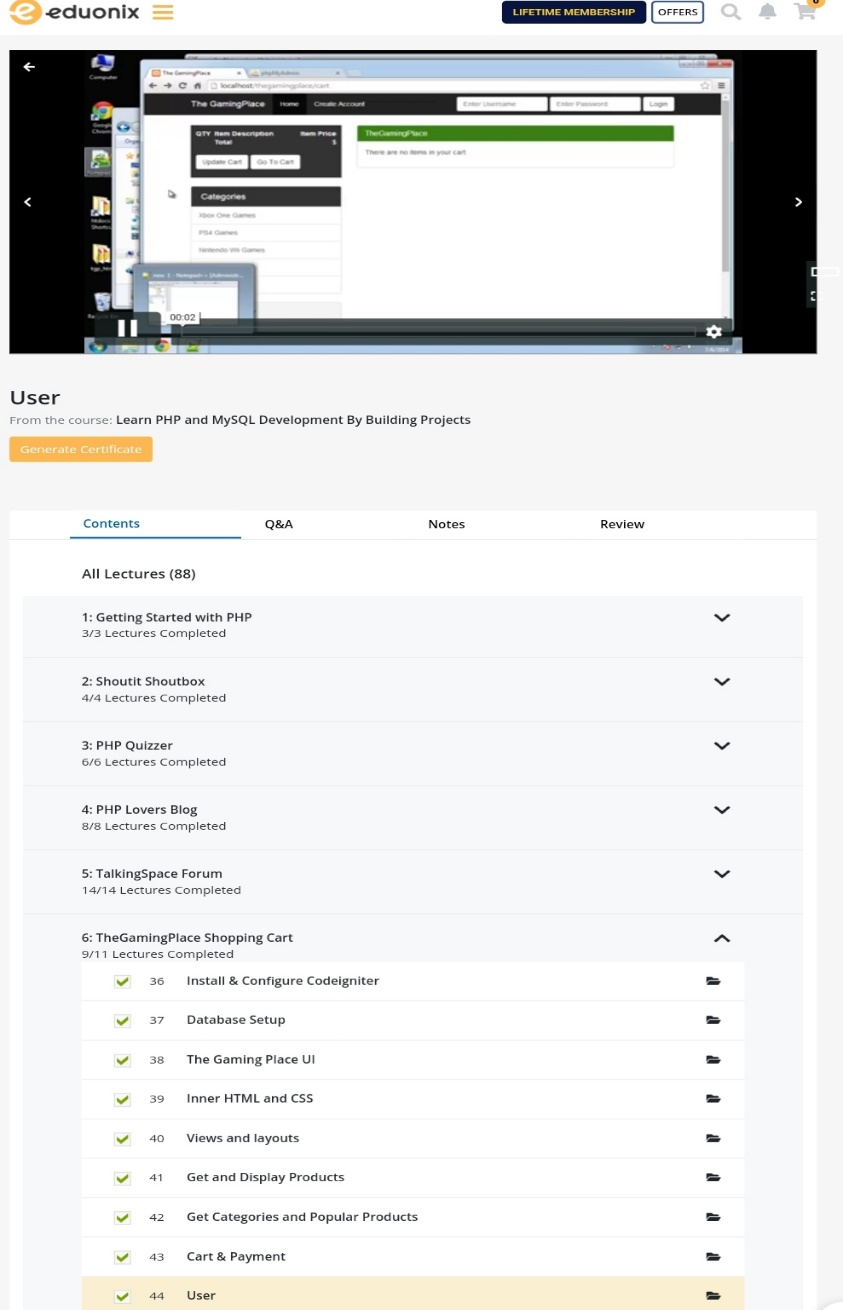 eduonix
LIFETIME MEMBERSHIP
OFFERS
Computer
The GamingPlace
phpMyAdmin
localhost/thegamingplace/cart
The GamingPlace Home Create Account Enter Username Enter Password Login
QTY Item Description Item Price
Total $
Update Cart Go To Cart
TheGamingPlace
There are no items in your cart
Categories
Xbox One Games
PS4 Games
Nintendo Wii Games
00:02
User
From the course: Learn PHP and MySQL Development By Building Projects
Generate Certificate
Contents Q&A Notes Review
All Lectures (88)
1: Getting Started with PHP
3/3 Lectures Completed
2: Shoutit Shoutbox
4/4 Lectures Completed
3: PHP Quizzer
6/6 Lectures Completed
4: PHP Lovers Blog
8/8 Lectures Completed
5: TalkingSpace Forum
14/14 Lectures Completed
6: TheGamingPlace Shopping Cart
9/11 Lectures Completed
36 Install & Configure Codeigniter
37 Database Setup
38 The Gaming Place UI
39 Inner HTML and CSS
40 Views and layouts
41 Get and Display Products
42 Get Categories and Popular Products
43 Cart & Payment
44 User